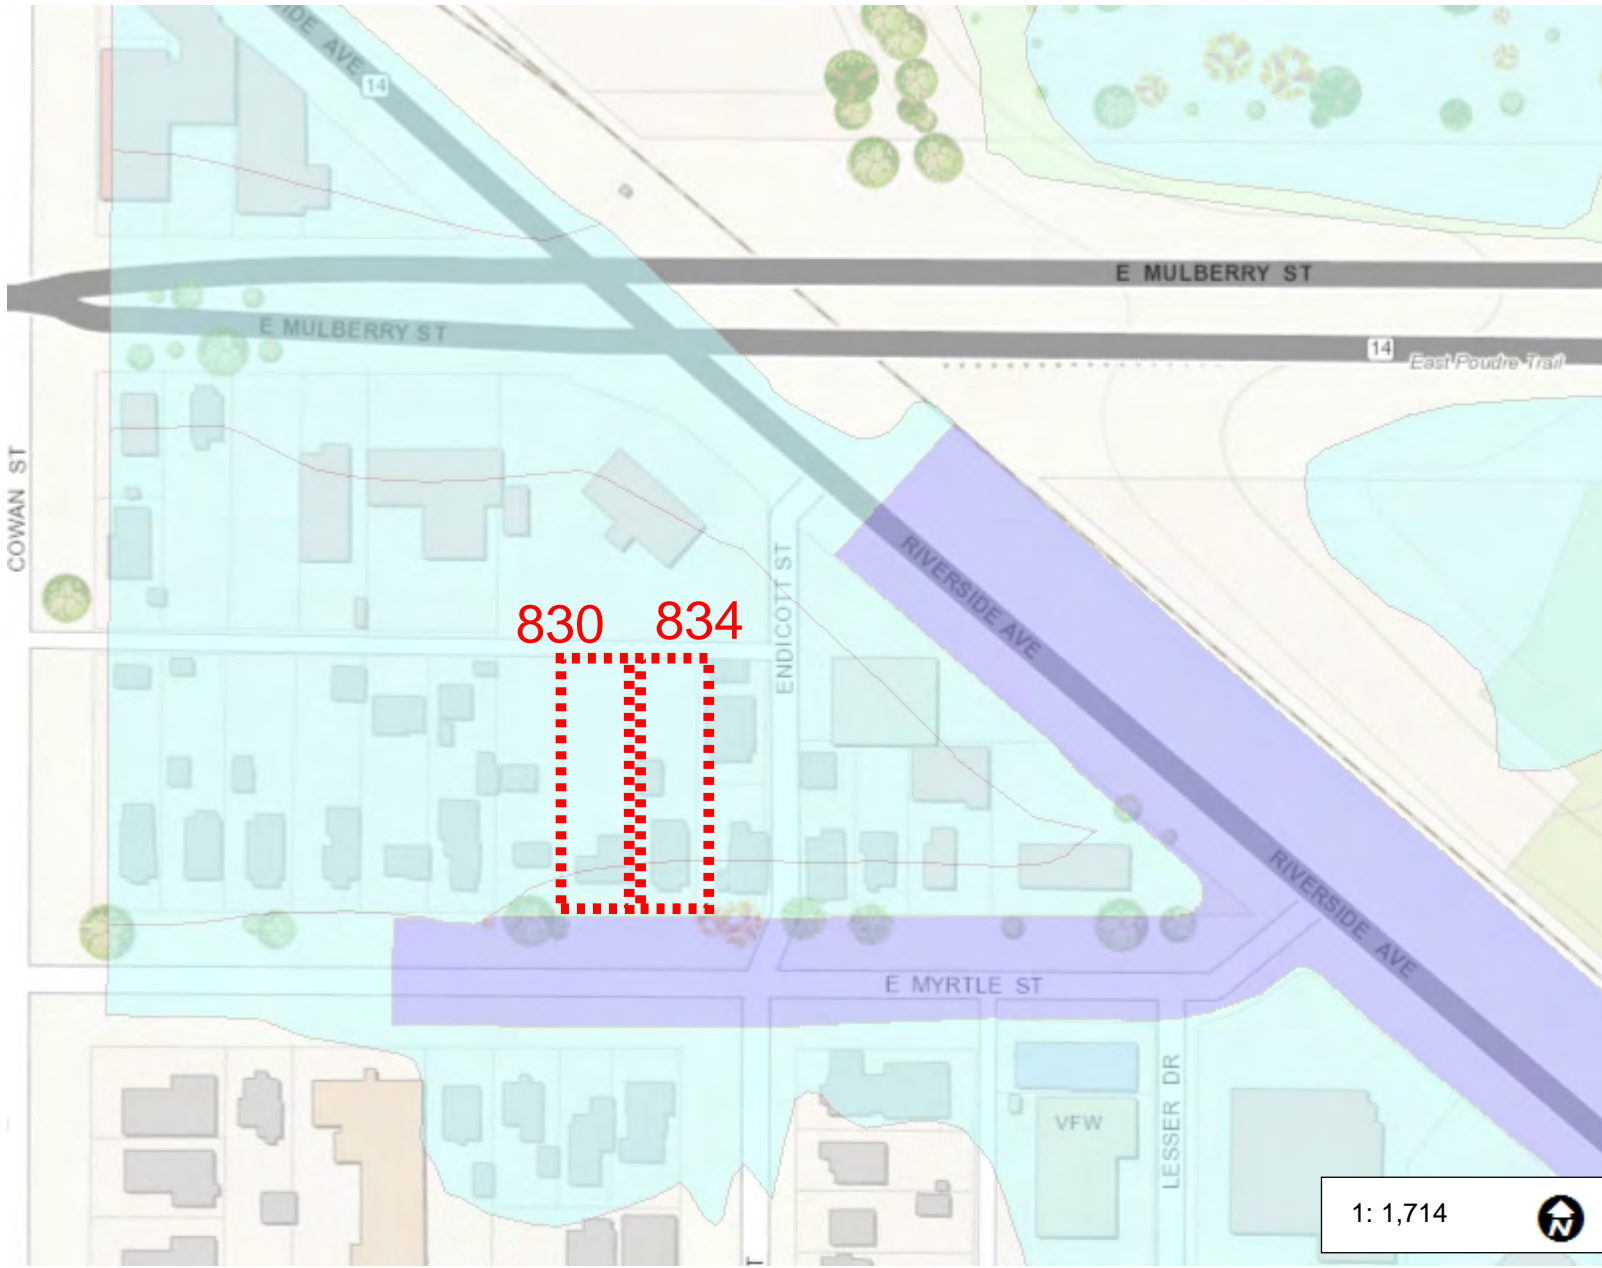 AVE
14
E MULBERRY ST
E MULBERRY ST
14
East Poudre Trail
COWAN ST
RIVERSIDE AVE
ENDICOTT ST
830
834
RIVERSIDE AVE
E MYRTLE ST
LESSER DR
VFW
1: 1,714
N